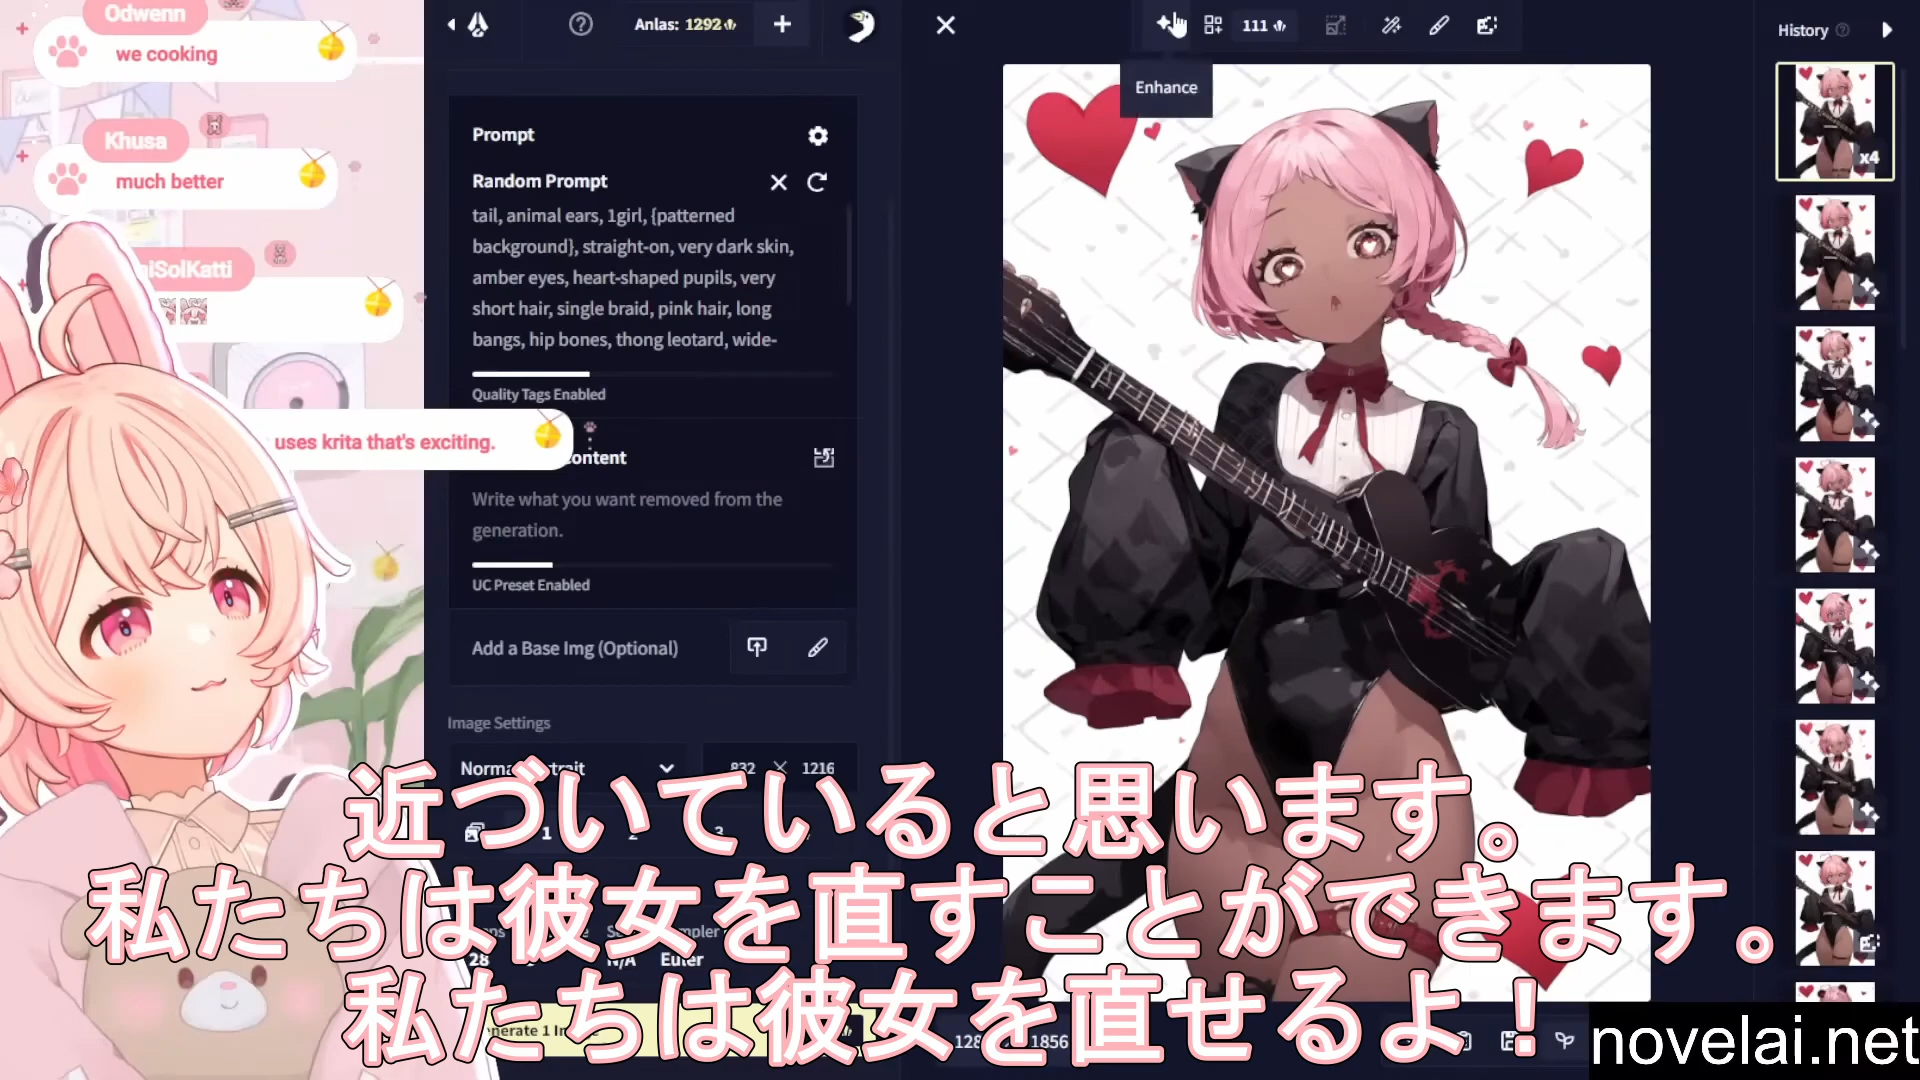 Odwenn
we cooking
Khusa
much better
iSolKatti
uses krita that's exciting.
Anlas: 1292
111
Enhance
History
x4
Prompt
Random Prompt
tail, animal ears, 1girl, {patterned
background}, straight-on, very dark skin,
amber eyes, heart-shaped pupils, very
short hair, single braid, pink hair, long
bangs, hip bones, thong leotard, wide-
Quality Tags Enabled
ontent
Write what you want removed from the
generation.
UC Preset Enabled
Add a Base Img (Optional)
Image Settings
832 × 1216
近づいていると思います。
私たちは彼女を直すことができます。
28
N/A
Euler
私たちは彼女を直せるよ！
1856
novelai.net